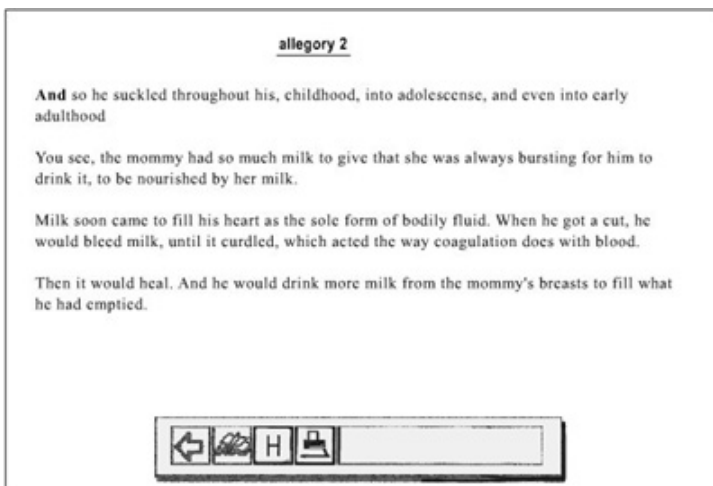 allegory 2
And so he suckled throughout his, childhood, into adolescense, and even into early
adulthood
You see, the mommy had so much milk to give that she was always bursting for him to
drink it, to be nourished by her milk.
Milk soon came to fill his heart as the sole form of bodily fluid. When he got a cut, he
would bleed milk, until it curdled, which acted the way coagulation does with blood.
Then it would heal. And he would drink more milk from the mommy's breasts to fill what
he had emptied.
H